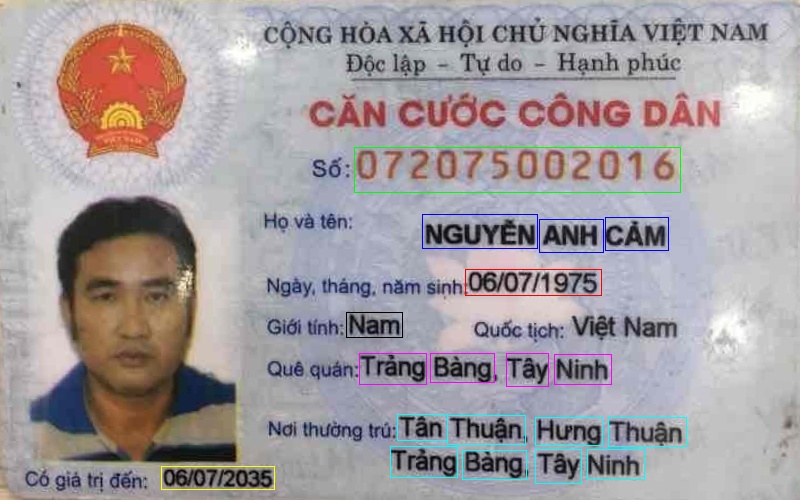 CỘNG HÒA XÃ HỘI CHỦ NGHĨA VIỆT NAM
Độc lập - Tự do - Hạnh phúc
CĂN CƯỚC CÔNG DÂN
Số: 072075002016
Họ và tên: NGUYỄN ANH CẢM
Ngày, tháng, năm sinh: 06/07/1975
Giới tính: Nam Quốc tịch: Việt Nam
Quê quán: Trảng Bàng, Tây Ninh
Nơi thường trú: Tân Thuận, Hưng Thuận
Trảng Bàng, Tây Ninh
Có giá trị đến: 06/07/2035